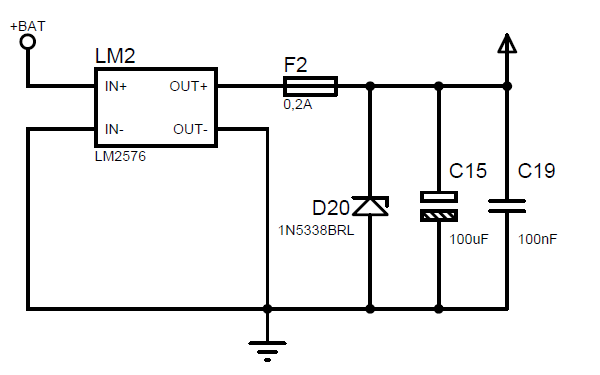 +BAT
LM2
IN+ OUT+
IN- OUT-
LM2576
F2
0,2A
D20
1N5338BRL
C15
100uF
C19
100nF